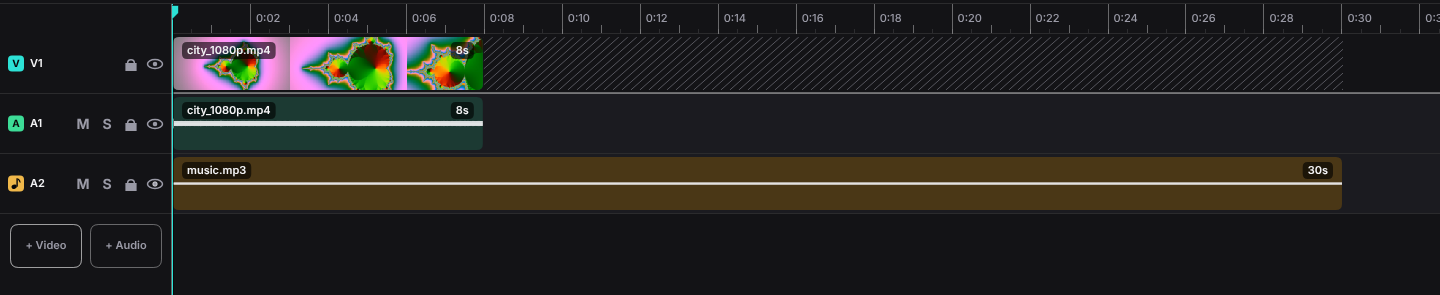 0:02 0:04 0:06 0:08 0:10 0:12 0:14 0:16 0:18 0:20 0:22 0:24 0:26 0:28 0:30
V V1 city_1080p.mp4 8s
A A1 M S city_1080p.mp4 8s
A2 M S music.mp3 30s
+ Video + Audio